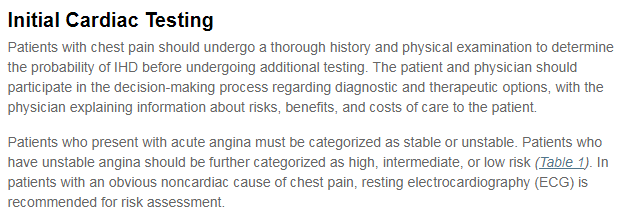 Initial Cardiac Testing
Patients with chest pain should undergo a thorough history and physical examination to determine
the probability of IHD before undergoing additional testing. The patient and physician should
participate in the decision-making process regarding diagnostic and therapeutic options, with the
physician explaining information about risks, benefits, and costs of care to the patient.
Patients who present with acute angina must be categorized as stable or unstable. Patients who
have unstable angina should be further categorized as high, intermediate, or low risk (Table 1). In
patients with an obvious noncardiac cause of chest pain, resting electrocardiography (ECG) is
recommended for risk assessment.